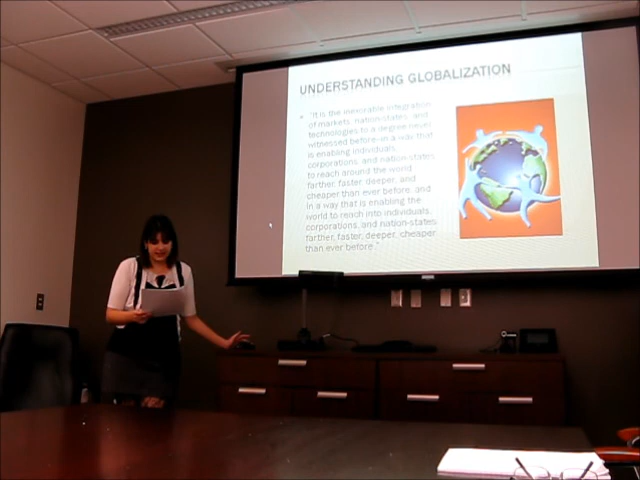 UNDERSTANDING GLOBALIZATION
"It is the inexorable integration
of markets, nation-states, and
technologies to a degree never
witnessed before-in a way that
is enabling individuals,
corporations, and nation-states
to reach around the world
farther, faster, deeper, and
cheaper than ever before, and
in a way that is enabling the
world to reach into individuals,
corporations, and nation-states
farther, faster, deeper, cheaper
than ever before."